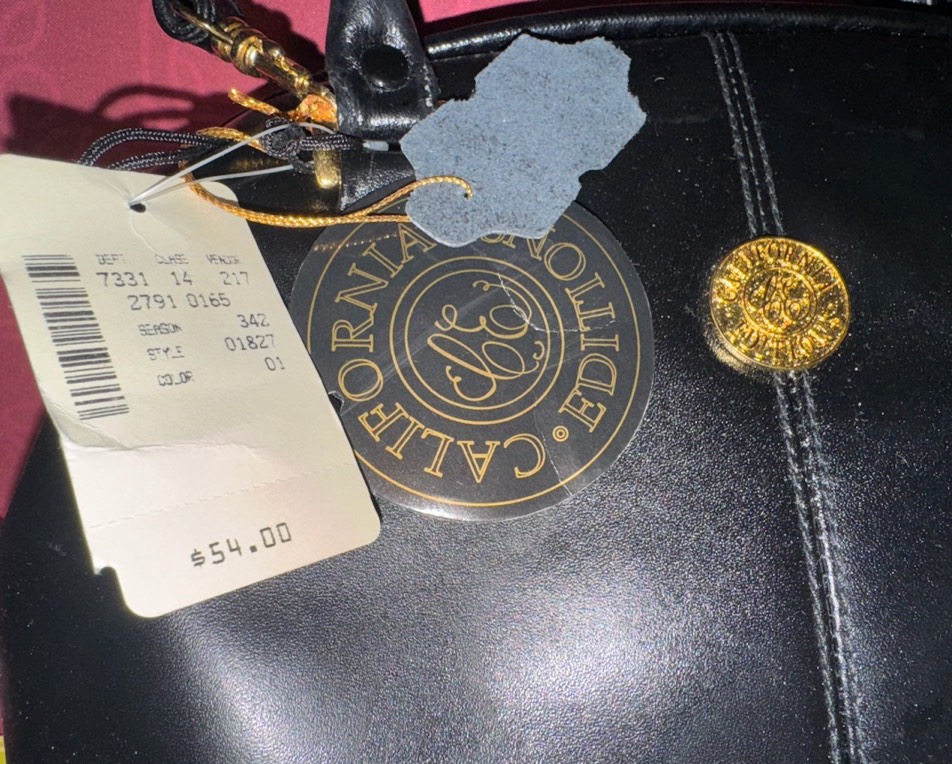 DEPT CLASS VENDOR
7331 14 217
2791 0165
SEASON 342
STYLE 01827
COLOR 01
$54.00
CALIFORNIA EDITIONS ©
CALIFORNIA EDITIONS